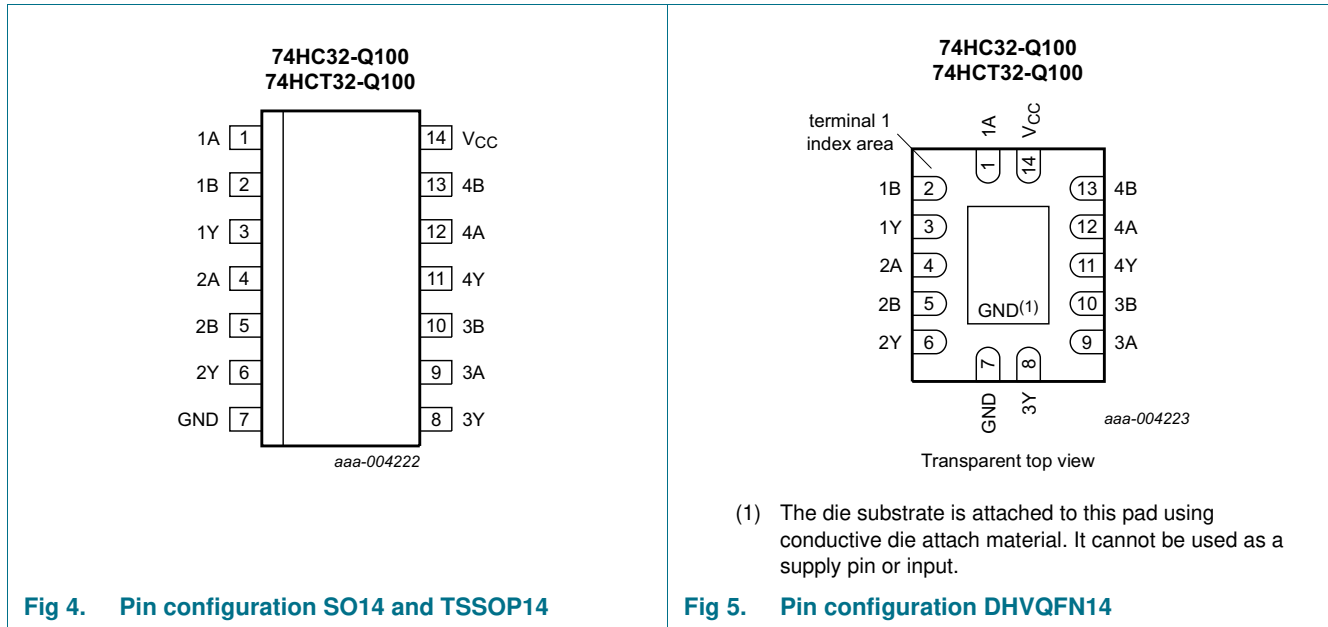 74HC32-Q100
74HCT32-Q100
1A 1 14 VCC
1B 2 13 4B
1Y 3 12 4A
2A 4 11 4Y
2B 5 10 3B
2Y 6 9 3A
GND 7 8 3Y
aaa-004222
Fig 4. Pin configuration SO14 and TSSOP14
74HC32-Q100
74HCT32-Q100
terminal 1
index area
1A VCC
1 14
1B 2 13 4B
1Y 3 12 4A
2A 4 11 4Y
2B 5 GND(1) 10 3B
2Y 6 9 3A
7 8
GND 3Y
aaa-004223
Transparent top view
(1) The die substrate is attached to this pad using
conductive die attach material. It cannot be used as a
supply pin or input.
Fig 5. Pin configuration DHVQFN14